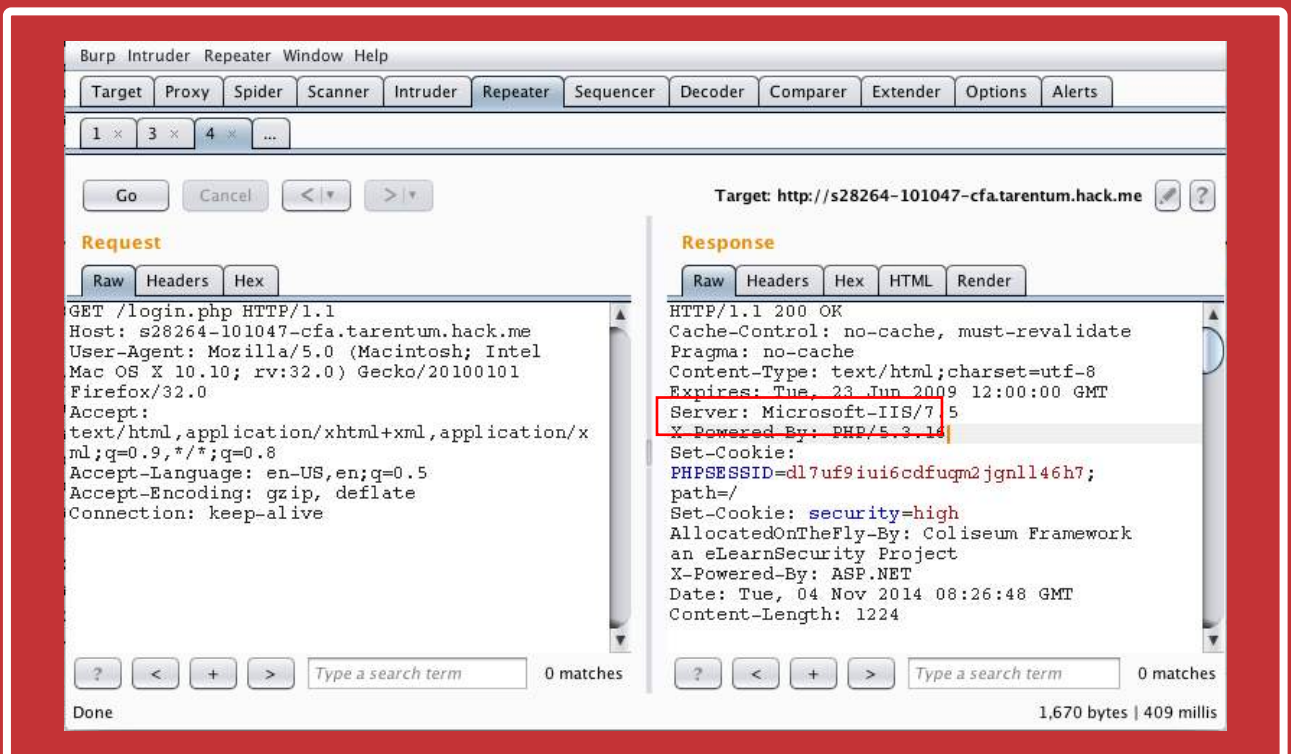 Burp Intruder Repeater Window Help
Target Proxy Spider Scanner Intruder Repeater Sequencer Decoder Comparer Extender Options Alerts
1 × 3 × 4 × ...
Go Cancel < | ▼ > | ▼ Target: http://s28264-101047-cfa.tarentum.hack.me ?
Request
Raw Headers Hex
GET /login.php HTTP/1.1
Host: s28264-101047-cfa.tarentum.hack.me
User-Agent: Mozilla/5.0 (Macintosh; Intel
Mac OS X 10.10; rv:32.0) Gecko/20100101
Firefox/32.0
Accept:
text/html,application/xhtml+xml,application/x
ml;q=0.9,*/*;q=0.8
Accept-Language: en-US,en;q=0.5
Accept-Encoding: gzip, deflate
Connection: keep-alive
? < + > Type a search term 0 matches
Response
Raw Headers Hex HTML Render
HTTP/1.1 200 OK
Cache-Control: no-cache, must-revalidate
Pragma: no-cache
Content-Type: text/html;charset=utf-8
Expires: Tue, 23 Jun 2009 12:00:00 GMT
Server: Microsoft-IIS/7.5
X-Powered-By: PHP/5.3.16
Set-Cookie:
PHPSESSID=dl7uf9iui6cdfuqm2jgnll46h7;
path=/
Set-Cookie: security=high
AllocatedOnTheFly-By: Coliseum Framework
an eLearnSecurity Project
X-Powered-By: ASP.NET
Date: Tue, 04 Nov 2014 08:26:48 GMT
Content-Length: 1224
? < + > Type a search term 0 matches
Done 1,670 bytes | 409 millis